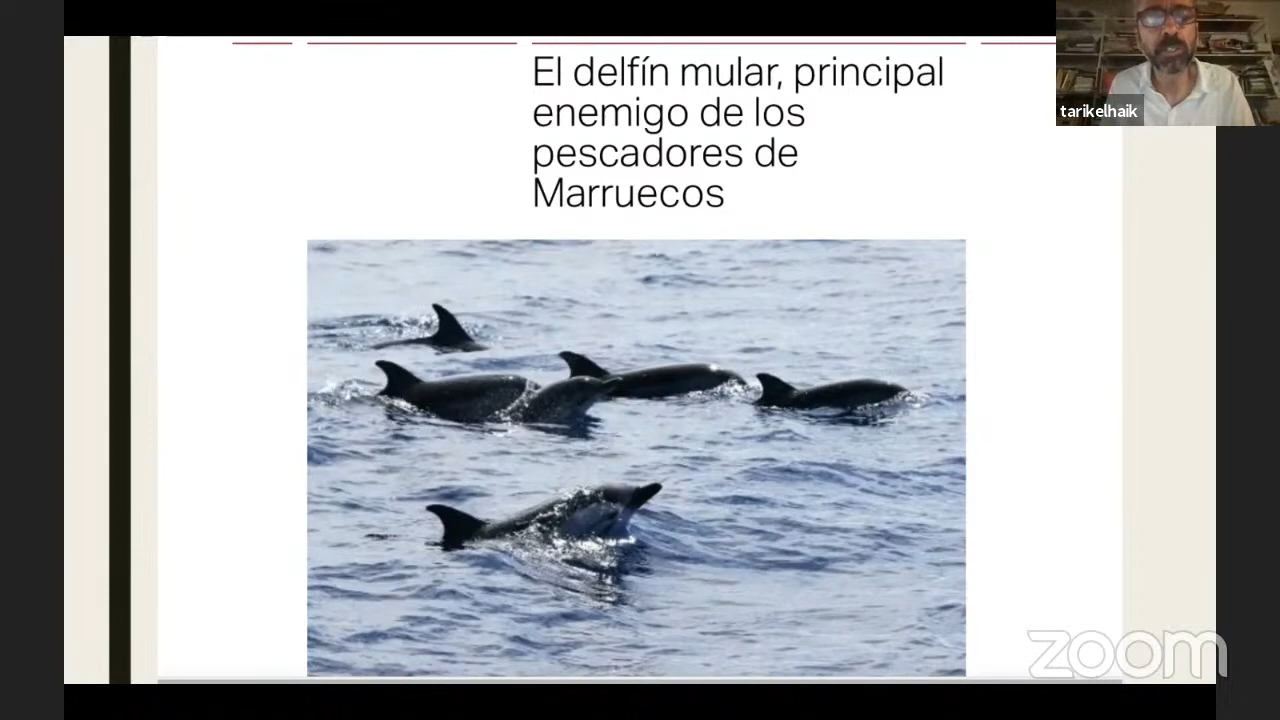 El delfín mular, principal
enemigo de los
pescadores de
Marruecos
tarikelhaik
zoom